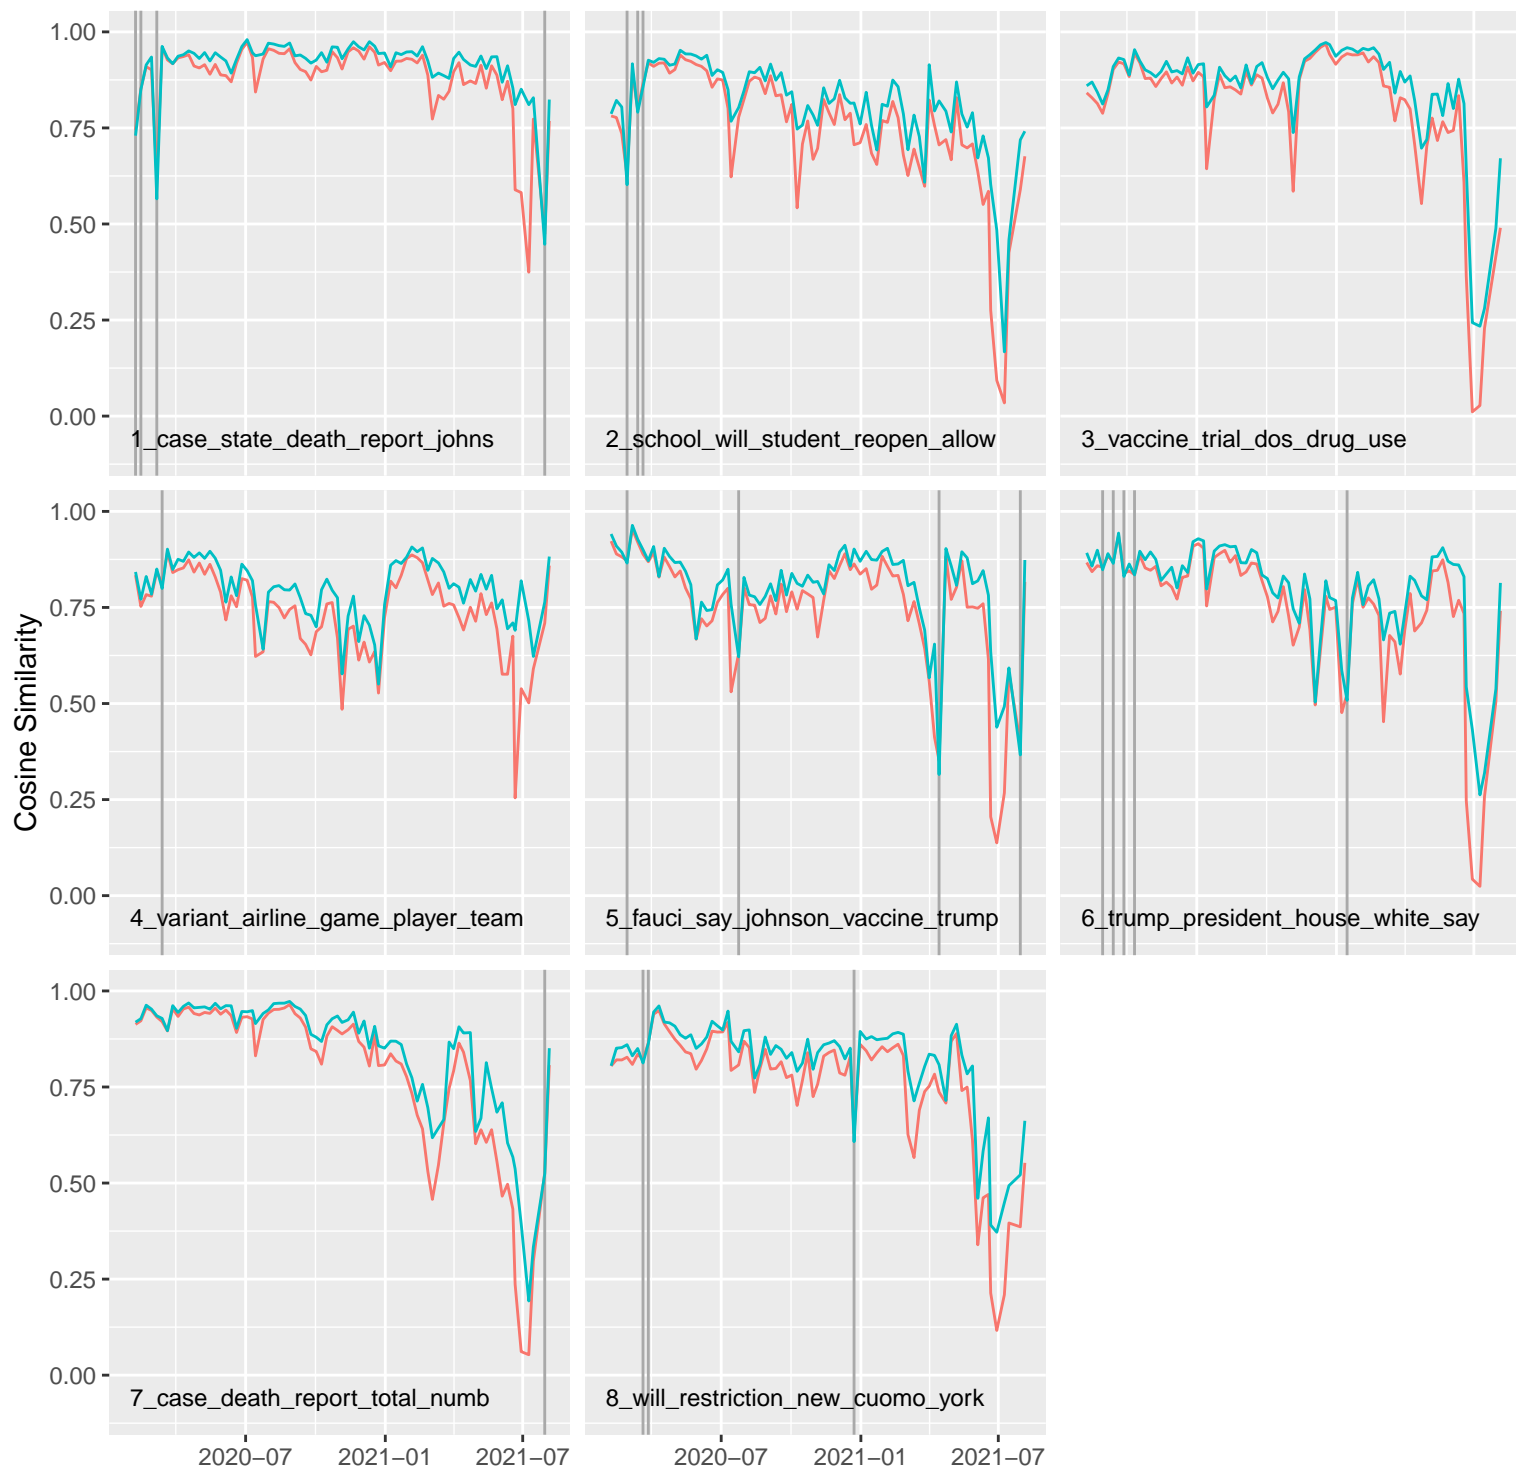 1.00
0.75
0.50
0.25
0.00
1_case_state_death_report_johns
2_school_will_student_reopen_allow
3_vaccine_trial_dos_drug_use
Cosine Similarity
1.00
0.75
0.50
0.25
0.00
4_variant_airline_game_player_team
5_fauci_say_johnson_vaccine_trump
6_trump_president_house_white_say
1.00
0.75
0.50
0.25
0.00
7_case_death_report_total_numb
8_will_restriction_new_cuomo_york
2020−07
2021−01
2021−07
2020−07
2021−01
2021−07